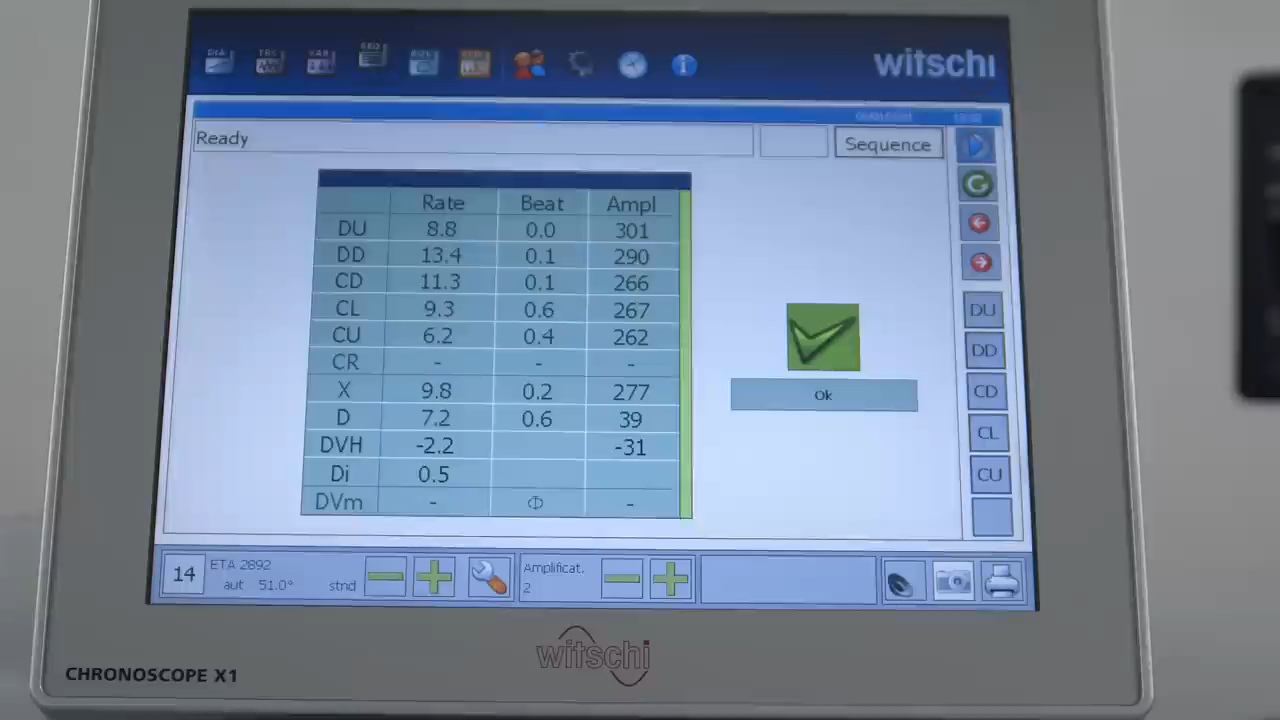 witschi
Ready
Sequence
Rate Beat Ampl
DU 8.8 0.0 301
DD 13.4 0.1 290
CD 11.3 0.1 266
CL 9.3 0.6 267
CU 6.2 0.4 262
CR - - -
X 9.8 0.2 277
D 7.2 0.6 39
DVH -2.2 -31
Di 0.5
DVm - Φ -
Ok
DU
DD
CD
CL
CU
14 ETA 2892
aut 51.0° stnd
Amplificat.
2
witschi
CHRONOSCOPE X1